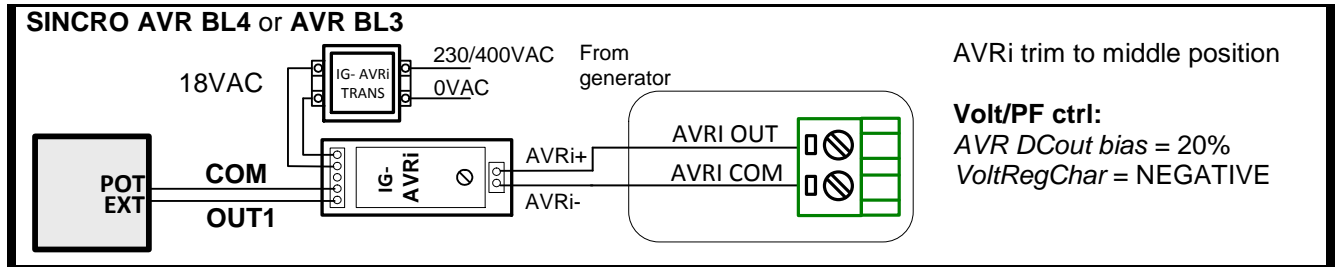 SINCRO AVR BL4 or AVR BL3
18VAC
IG- AVRi
TRANS
230/400VAC
0VAC
From
generator
POT
EXT
COM
OUT1
IG-
AVRi
AVRi+
AVRi-
AVRI OUT
AVRI COM
AVRi trim to middle position
Volt/PF ctrl:
AVR DCout bias = 20%
VoltRegChar = NEGATIVE